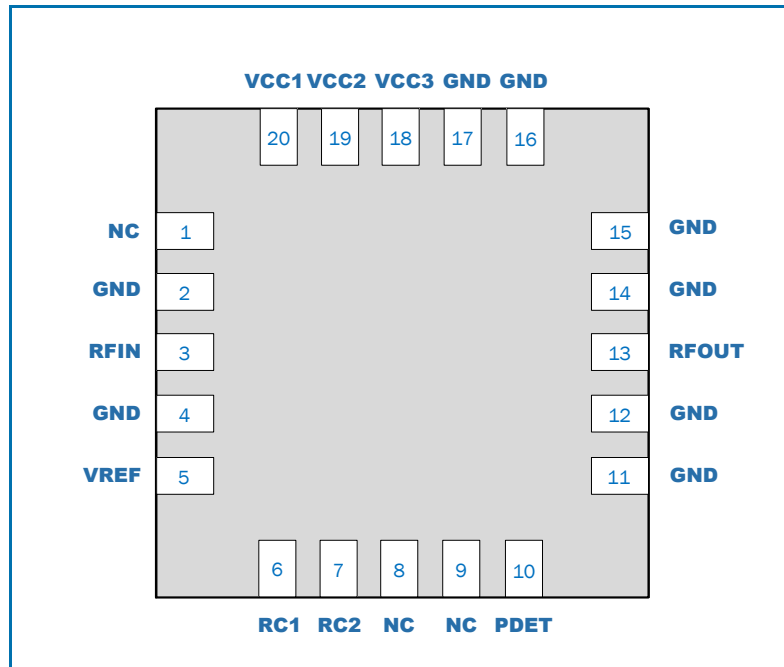 VCC1 VCC2 VCC3 GND GND
20 19 18 17 16
NC 1 15 GND
GND 2 14 GND
RFIN 3 13 RFOUT
GND 4 12 GND
VREF 5 11 GND
6 7 8 9 10
RC1 RC2 NC NC PDET